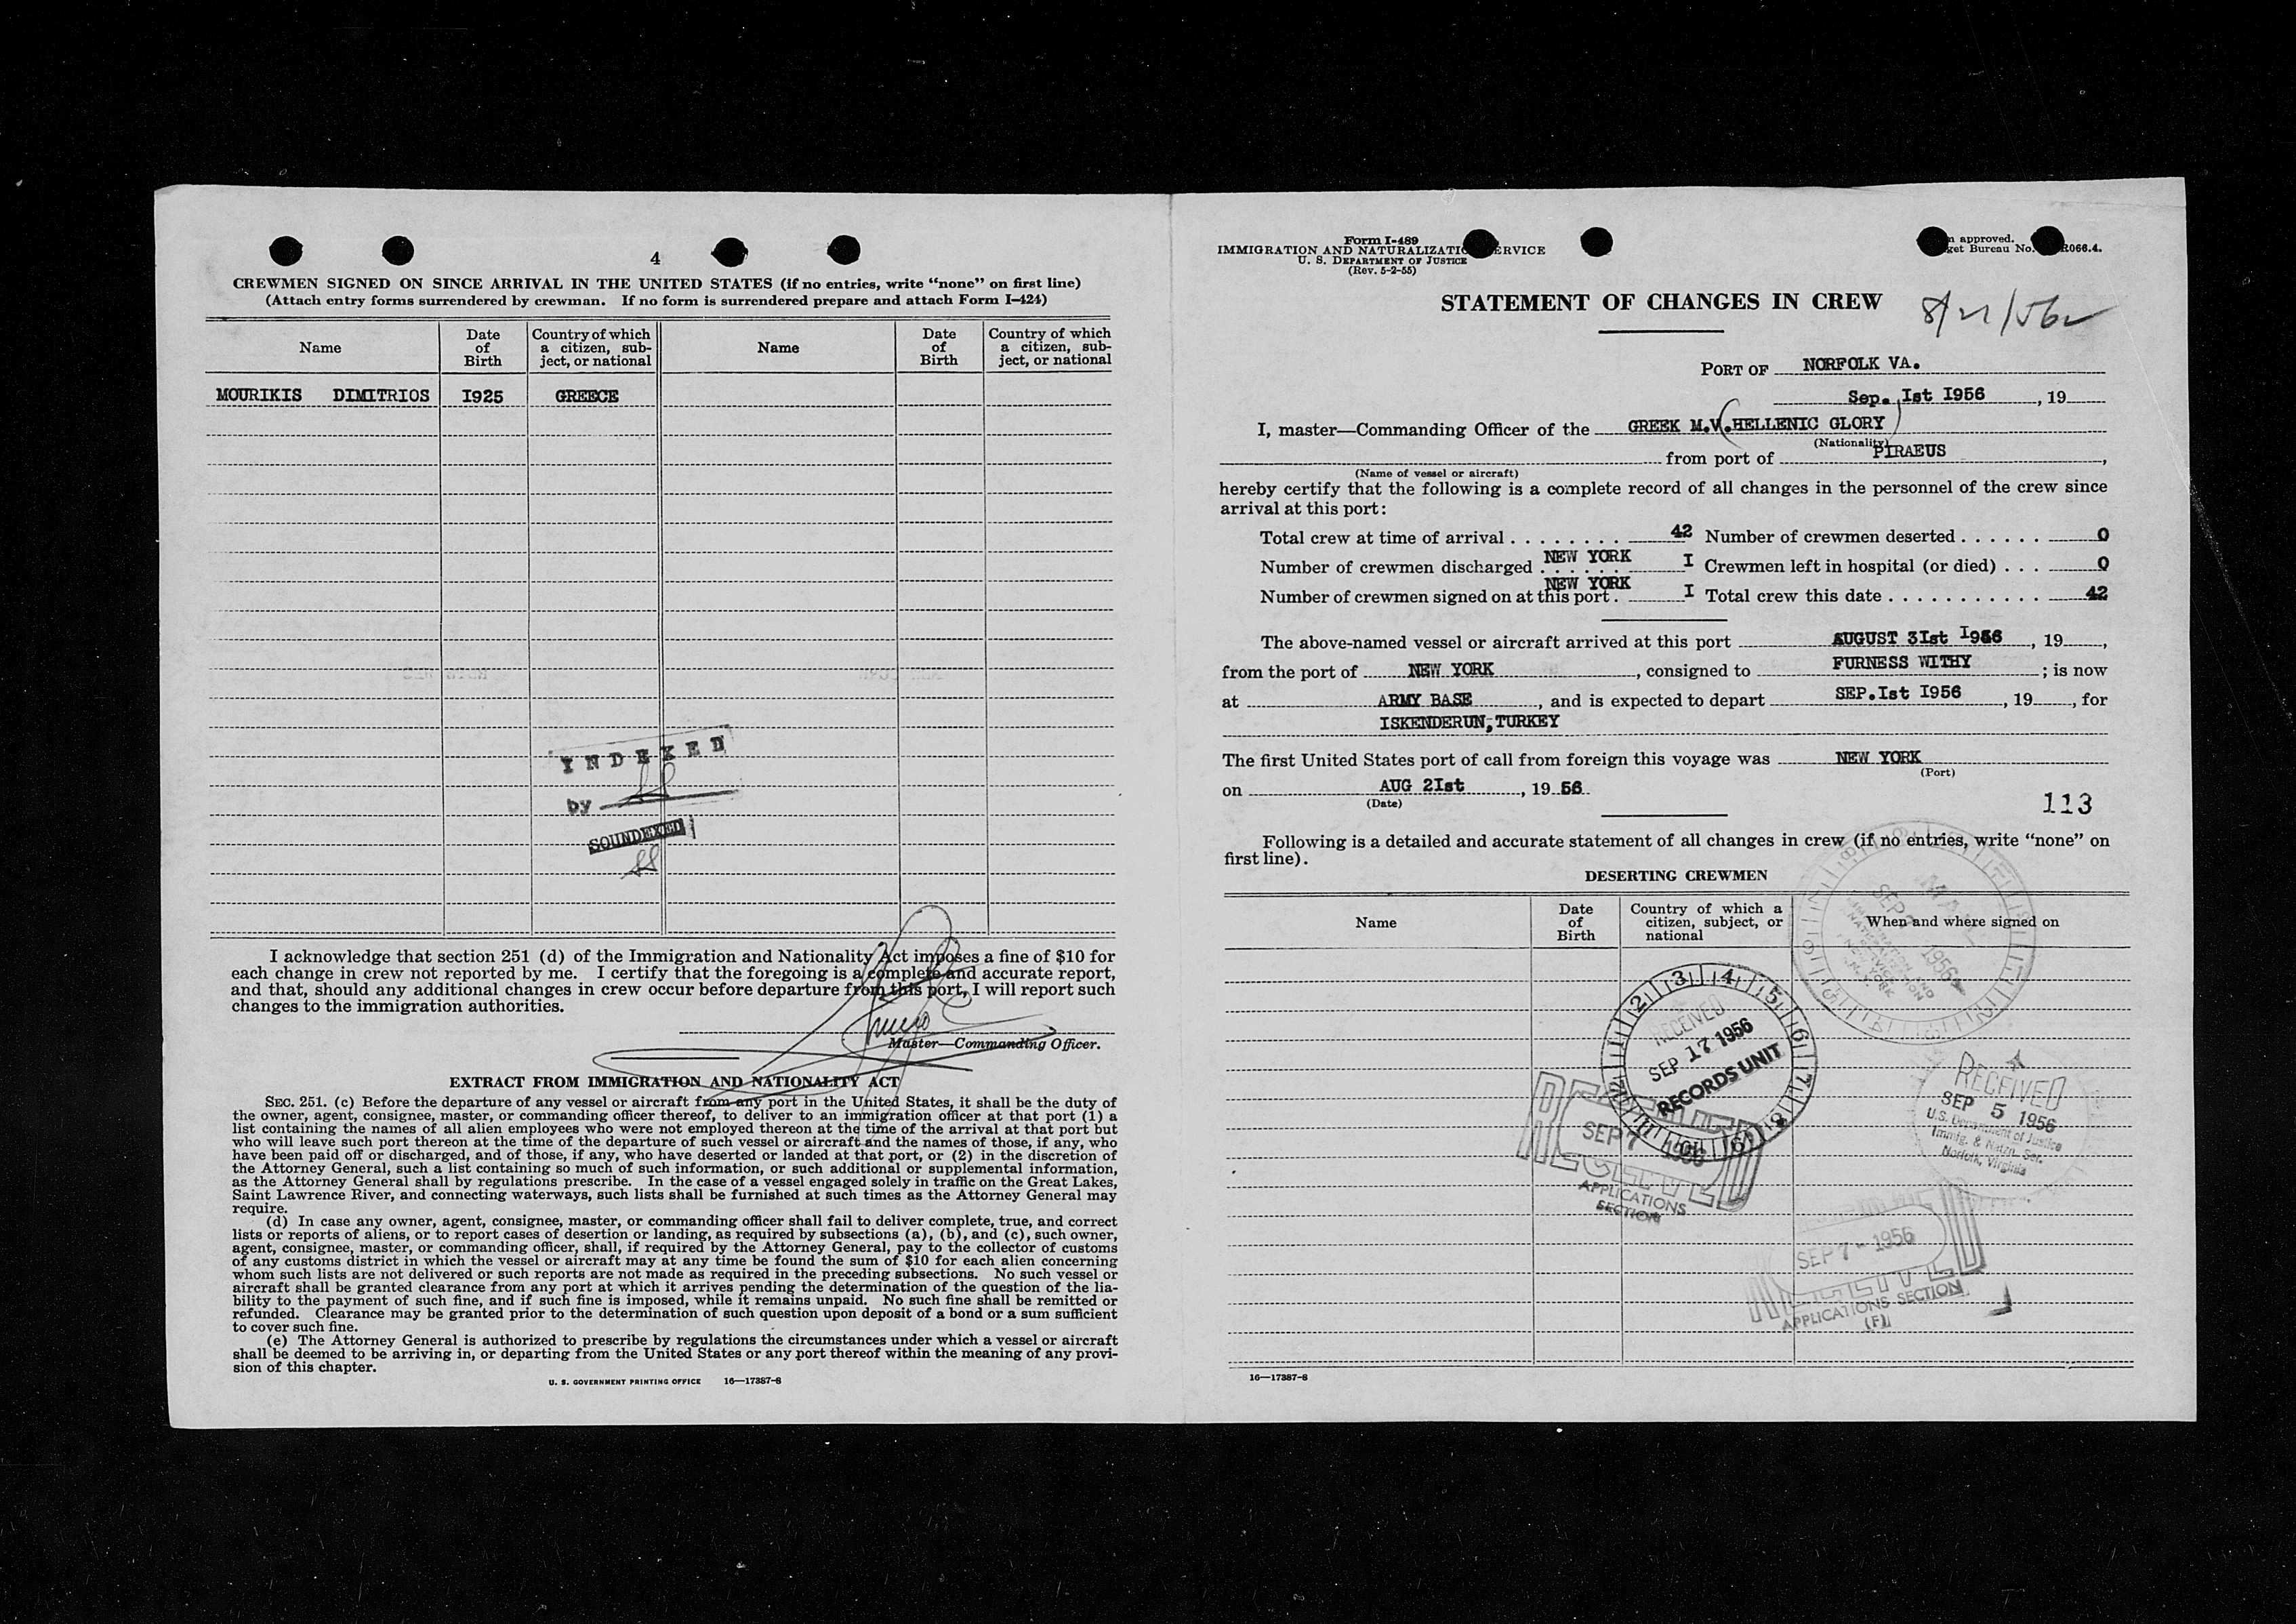 4
CREWMEN SIGNED ON SINCE ARRIVAL IN THE UNITED STATES (if no entries, write “none” on first line)
(Attach entry forms surrendered by crewman. If no form is surrendered prepare and attach Form I–424)
Name
Date of Birth
Country of which a citizen, subject, or national
Name
Date of Birth
Country of which a citizen, subject, or national
MOURIKIS DIMITRIOS I925 GREECE
INDEXED
by
SOUNDEXED
I acknowledge that section 251 (d) of the Immigration and Nationality Act imposes a fine of $10 for
each change in crew not reported by me. I certify that the foregoing is a complete and accurate report,
and that, should any additional changes in crew occur before departure from this port, I will report such
changes to the immigration authorities.
Master—Commanding Officer.
EXTRACT FROM IMMIGRATION AND NATIONALITY ACT
SEC. 251. (c) Before the departure of any vessel or aircraft from any port in the United States, it shall be the duty of
the owner, agent, consignee, master, or commanding officer thereof, to deliver to an immigration officer at that port (1) a
list containing the names of all alien employees who were not employed thereon at the time of the arrival at that port but
who will leave such port thereon at the time of the departure of such vessel or aircraft and the names of those, if any, who
have been paid off or discharged, and of those, if any, who have deserted or landed at that port, or (2) in the discretion of
the Attorney General, such a list containing so much of such information, or such additional or supplemental information,
as the Attorney General shall by regulations prescribe. In the case of a vessel engaged solely in traffic on the Great Lakes,
Saint Lawrence River, and connecting waterways, such lists shall be furnished at such times as the Attorney General may
require.
(d) In case any owner, agent, consignee, master, or commanding officer shall fail to deliver complete, true, and correct
lists or reports of aliens, or to report cases of desertion or landing, as required by subsections (a), (b), and (c), such owner,
agent, consignee, master, or commanding officer, shall, if required by the Attorney General, pay to the collector of customs
of any customs district in which the vessel or aircraft may at any time be found the sum of $10 for each alien concerning
whom such lists are not delivered or such reports are not made as required in the preceding subsections. No such vessel or
aircraft shall be granted clearance from any port at which it arrives pending the determination of the question of the lia-
bility to the payment of such fine, and if such fine is imposed, while it remains unpaid. No such fine shall be remitted or
refunded. Clearance may be granted prior to the determination of such question upon deposit of a bond or a sum sufficient
to cover such fine.
(e) The Attorney General is authorized to prescribe by regulations the circumstances under which a vessel or aircraft
shall be deemed to be arriving in, or departing from the United States or any port thereof within the meaning of any provi-
sion of this chapter.
U. S. GOVERNMENT PRINTING OFFICE 16—17387-8
Form I-489
IMMIGRATION AND NATURALIZATI ERVICE
U. S. DEPARTMENT OF JUSTICE
(Rev. 5-2-55)
approved.
get Bureau No. R066.4.
STATEMENT OF CHANGES IN CREW
PORT OF NORFOLK VA.
Sep. Ist I956, 19
I, master—Commanding Officer of the GREEK M.V.HELLENIC GLORY
(Nationality)
from port of PIRAEUS,
(Name of vessel or aircraft)
hereby certify that the following is a complete record of all changes in the personnel of the crew since
arrival at this port:
Total crew at time of arrival . . . . . . . . 42 Number of crewmen deserted . . . . . . 0
Number of crewmen discharged . . . . . . NEW YORK I Crewmen left in hospital (or died) . . . 0
Number of crewmen signed on at this port . NEW YORK I Total crew this date . . . . . . . . . . . 42
The above-named vessel or aircraft arrived at this port AUGUST 3Ist I956, 19,
from the port of NEW YORK, consigned to FURNESS WITHY; is now
at ARMY BASE, and is expected to depart SEP.Ist I956, 19, for
ISKENDERUN,TURKEY
The first United States port of call from foreign this voyage was NEW YORK
(Port)
on AUG 2Ist, 19 56.
(Date)
113
Following is a detailed and accurate statement of all changes in crew (if no entries, write “none” on
first line).
DESERTING CREWMEN
Name
Date of Birth
Country of which a citizen, subject, or national
When and where signed on
RECEIVED
SEP 17 1956
RECORDS UNIT
RECEIVED
SEP 7 1956
APPLICATIONS
SECTION
RECEIVED
SEP 5 1956
U.S. Department of Justice
Immig. & Natzn. Ser.
Norfolk, Virginia
SEP 7 - 1956
RECEIVED
APPLICATIONS SECTION
(F)
16—17387-8